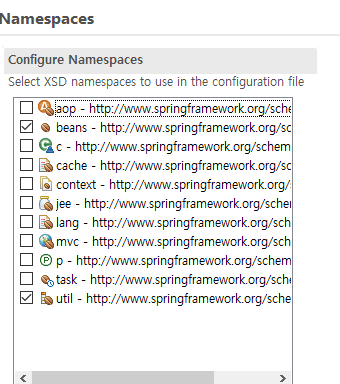 Namespaces
Configure Namespaces
Select XSD namespaces to use in the configuration file
aop - http://www.springframework.org/sche
beans - http://www.springframework.org/sc
c - http://www.springframework.org/schem
cache - http://www.springframework.org/sc
context - http://www.springframework.org/
jee - http://www.springframework.org/sche
lang - http://www.springframework.org/sch
mvc - http://www.springframework.org/sch
p - http://www.springframework.org/schem
task - http://www.springframework.org/sch
util - http://www.springframework.org/sche